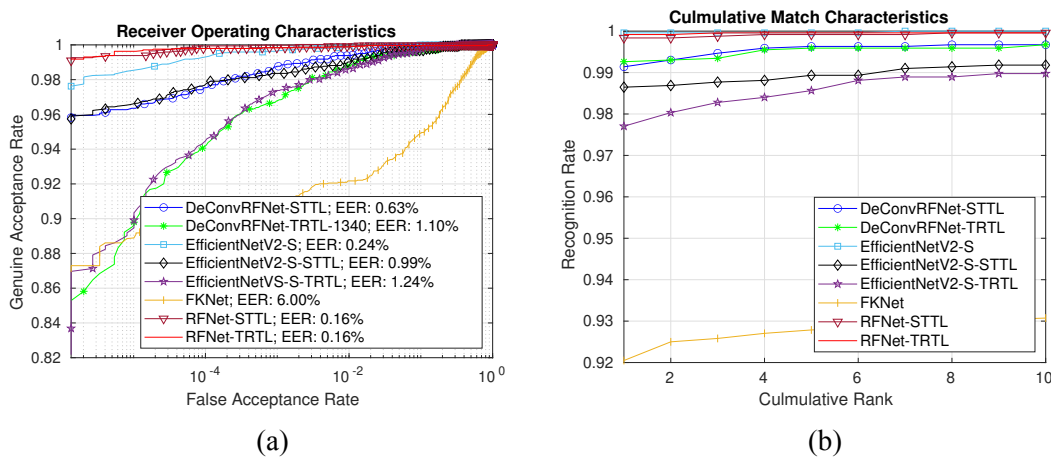 Receiver Operating Characteristics
1
0.98
0.96
0.94
0.92
0.9
0.88
0.86
0.84
0.82
Genuine Acceptance Rate
DeConvRFNet-STTL; EER: 0.63%
DeConvRFNet-TRTL-1340; EER: 1.10%
EfficientNetV2-S; EER: 0.24%
EfficientNetV2-S-STTL; EER: 0.99%
EfficientNetVS-S-TRTL; EER: 1.24%
FKNet; EER: 6.00%
RFNet-STTL; EER: 0.16%
RFNet-TRTL; EER: 0.16%
10-4 10-2 100
False Acceptance Rate
(a)
Culmulative Match Characteristics
1
0.99
0.98
0.97
0.96
0.95
0.94
0.93
0.92
Recognition Rate
DeConvRFNet-STTL
DeConvRFNet-TRTL
EfficientNetV2-S
EfficientNetV2-S-STTL
EfficientNetV2-S-TRTL
FKNet
RFNet-STTL
RFNet-TRTL
2 4 6 8 10
Culmulative Rank
(b)